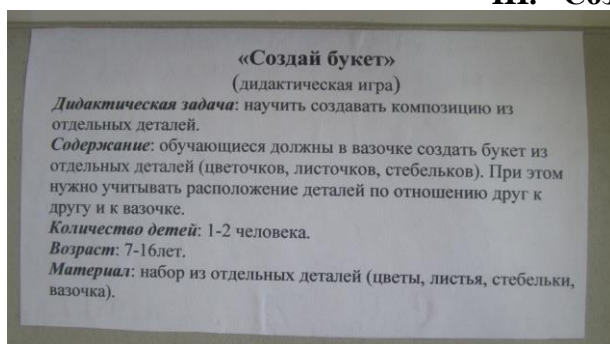 «Создай букет»
(дидактическая игра)
Дидактическая задача: научить создавать композицию из
отдельных деталей.
Содержание: обучающиеся должны в вазочке создать букет из
отдельных деталей (цветочков, листочков, стебельков). При этом
нужно учитывать расположение деталей по отношению друг к
другу и к вазочке.
Количество детей: 1-2 человека.
Возраст: 7-16лет.
Материал: набор из отдельных деталей (цветы, листья, стебельки,
вазочка).